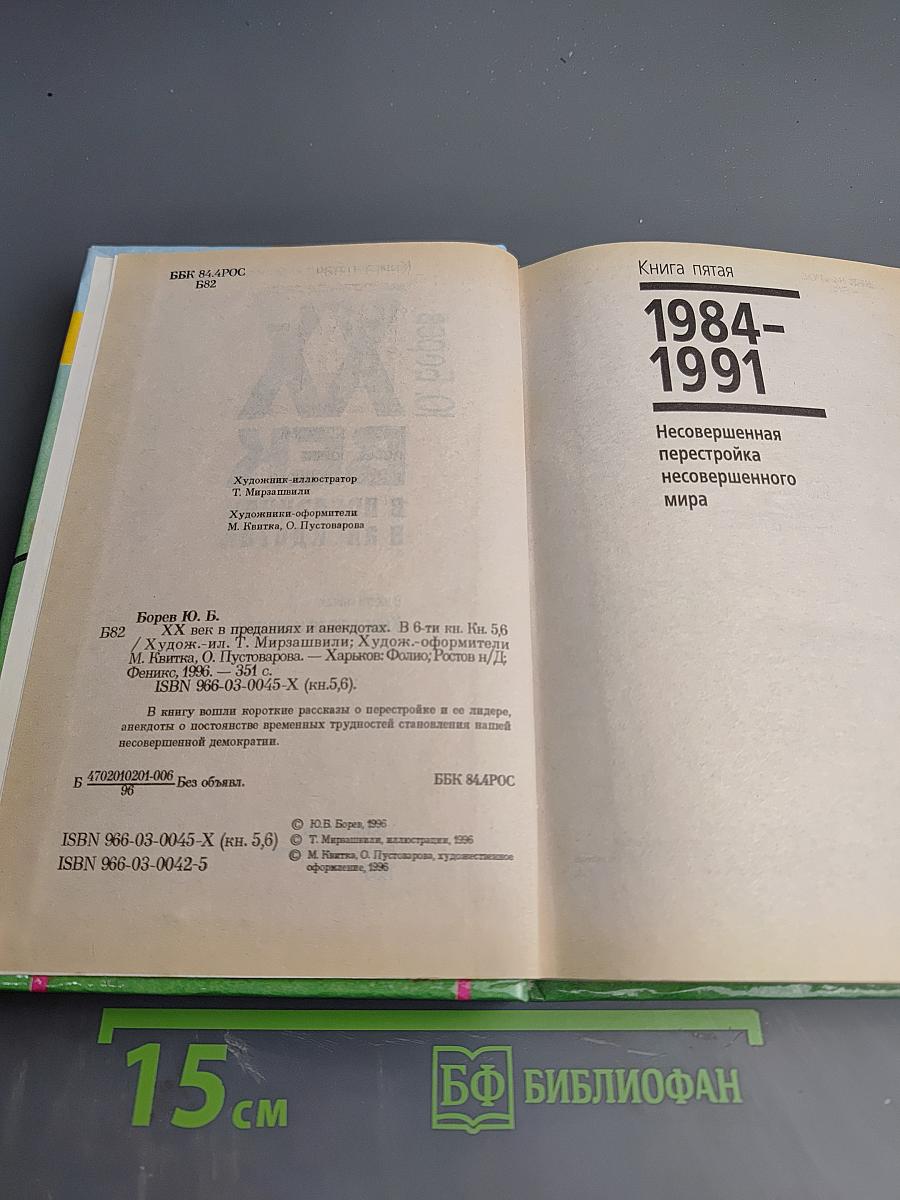 ББК 84.4РОС
Б82
Художник-иллюстратор
Т. Мирзашвили
Художники-оформители
М. Квитка, О. Пустоварова
Борев Ю. Б.
Б82 XX век в преданиях и анекдотах. В 6-ти кн. Кн. 5,6
/ Худож.-ил. Т. Мирзашвили; Худож.-оформители
М. Квитка, О. Пустоварова. — Харьков: Фолио; Ростов н/Д:
Феникс, 1996. — 351 с.
ISBN 966-03-0045-X (кн.5,6).
В книгу вошли короткие рассказы о перестройке и ее лидере,
анекдоты о постоянстве временных трудностей становления нашей
несовершенной демократии.
Б 4702010201-006 Без объявл.
96
ББК 84.4РОС
ISBN 966-03-0045-X (кн. 5,6)
ISBN 966-03-0042-5
© Ю.Б. Борев, 1996
© Т. Мирзашвили, иллюстрации, 1996
© М. Квитка, О. Пустоварова, художественное
оформление, 1996
Книга пятая
1984–
1991
Несовершенная
перестройка
несовершенного
мира
15 см
БФ БИБЛИОФАН